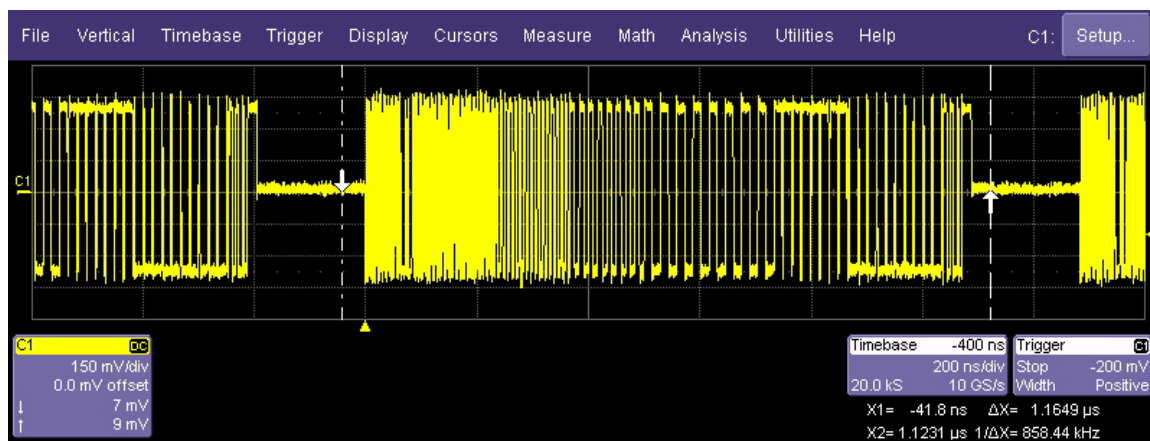 File Vertical Timebase Trigger Display Cursors Measure Math Analysis Utilities Help C1: Setup...
C1
C1 DC
150 mV/div
0.0 mV offset
↓ 7 mV
↑ 9 mV
Timebase -400 ns
200 ns/div
20.0 kS 10 GS/s
Trigger C1
Stop -200 mV
Width Positive
X1= -41.8 ns ΔX= 1.1649 µs
X2= 1.1231 µs 1/ΔX= 858.44 kHz